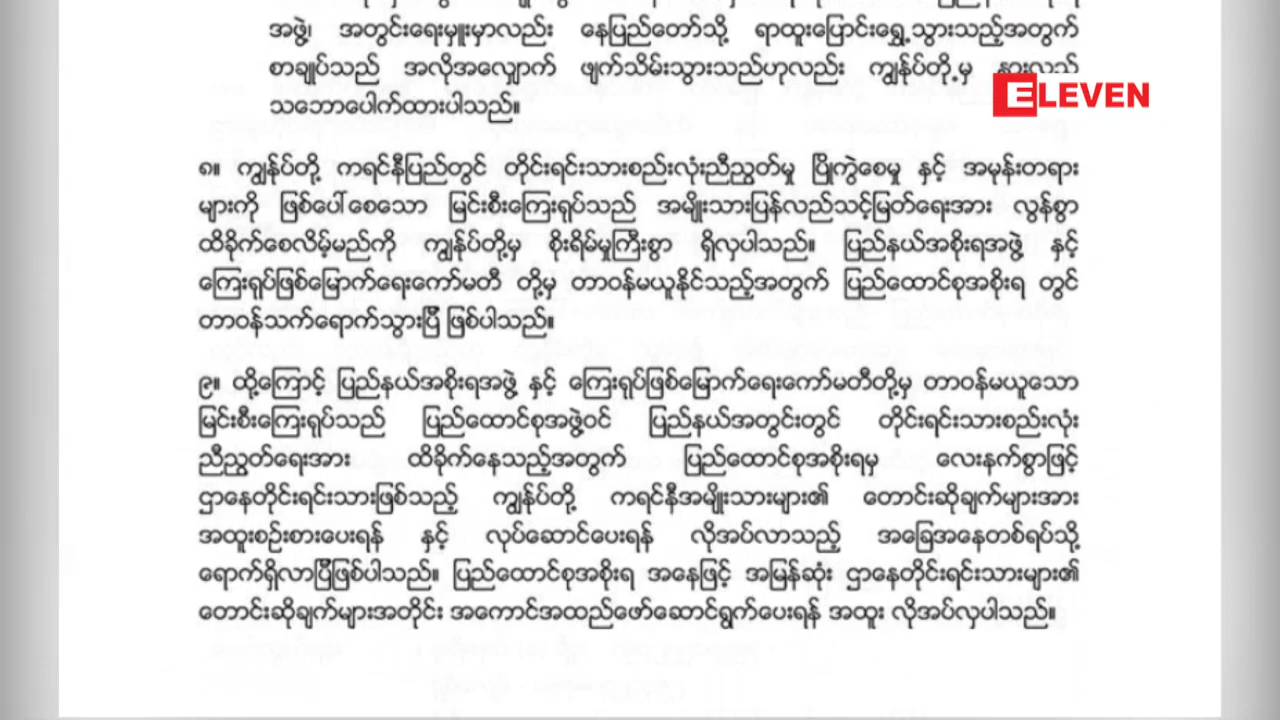 အဖွဲ့၊ အတွင်းရေးမှူးမှာလည်း နေပြည်တော်သို့ ရာထူးပြောင်းရွှေ့သွားသည့်အတွက်
စာချုပ်သည် အလိုအလျှောက် ဖျက်သိမ်းသွားသည်ဟုလည်း ကျွန်ုပ်တို့မှ နားလည်
ELEVEN
သဘောပေါက်ထားပါသည်။
၈။ ကျွန်ုပ်တို့ ကရင်နီပြည်တွင် တိုင်းရင်းသားစည်းလုံးညီညွတ်မှု ပြိုကွဲစေမှု နှင့် အမုန်းတရား
များကို ဖြစ်ပေါ်စေသော မြင်းစီးကြေးရုပ်သည် အမျိုးသားပြန်လည်သင့်မြတ်ရေးအား လွန်စွာ
ထိခိုက်စေလိမ့်မည်ကို ကျွန်ုပ်တို့မှ စိုးရိမ်မှုကြီးစွာ ရှိလှပါသည်။ ပြည်နယ်အစိုးရအဖွဲ့ နှင့်
ကြေးရုပ်ဖြစ်မြောက်ရေးကော်မတီ တို့မှ တာဝန်မယူနိုင်သည့်အတွက် ပြည်ထောင်စုအစိုးရ တွင်
တာဝန်သက်ရောက်သွားပြီ ဖြစ်ပါသည်။
၉။ ထို့ကြောင့် ပြည်နယ်အစိုးရအဖွဲ့ နှင့် ကြေးရုပ်ဖြစ်မြောက်ရေးကော်မတီတို့မှ တာဝန်မယူသော
မြင်းစီးကြေးရုပ်သည် ပြည်ထောင်စုအဖွဲ့ဝင် ပြည်နယ်အတွင်းတွင် တိုင်းရင်းသားစည်းလုံး
ညီညွတ်ရေးအား ထိခိုက်နေသည့်အတွက် ပြည်ထောင်စုအစိုးရမှ လေးနက်စွာဖြင့်
ဌာနေတိုင်းရင်းသားဖြစ်သည့် ကျွန်ုပ်တို့ ကရင်နီအမျိုးသားများ၏ တောင်းဆိုချက်များအား
အထူးစဉ်းစားပေးရန် နှင့် လုပ်ဆောင်ပေးရန် လိုအပ်လာသည့် အခြေအနေတစ်ရပ်သို့
ရောက်ရှိလာပြီဖြစ်ပါသည်။ ပြည်ထောင်စုအစိုးရ အနေဖြင့် အမြန်ဆုံး ဌာနေတိုင်းရင်းသားများ၏
တောင်းဆိုချက်များအတိုင်း အကောင်အထည်ဖော်ဆောင်ရွက်ပေးရန် အထူး လိုအပ်လှပါသည်။